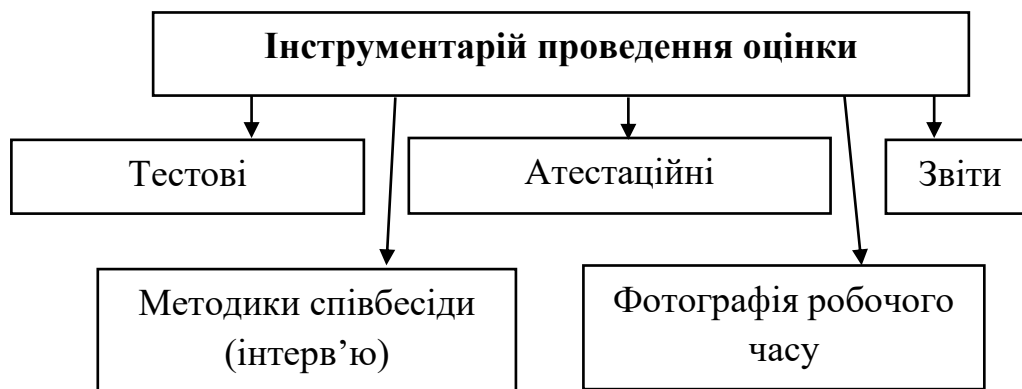 Інструментарій проведення оцінки
Тестові
Атестаційні
Звіти
Методики співбесіди
(інтерв’ю)
Фотографія робочого
часу